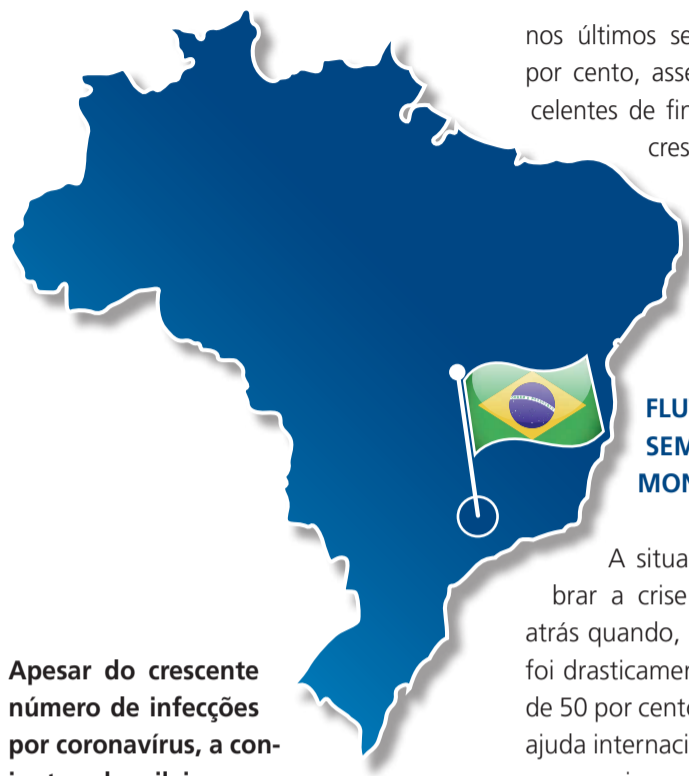 Apesar do crescente
número de infecções
por coronavírus, a con-
nos últimos se
por cento, asse
celentes de fin
cres
FLU
SEM
MON
A situa
brar a crise
atrás quando,
foi drasticamen
de 50 por cento
ajuda internaci